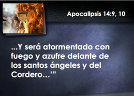 Apocalipsis 14:9, 10
...Y será atormentado con
fuego y azufre delante de
los santos ángeles y del
Cordero...’”